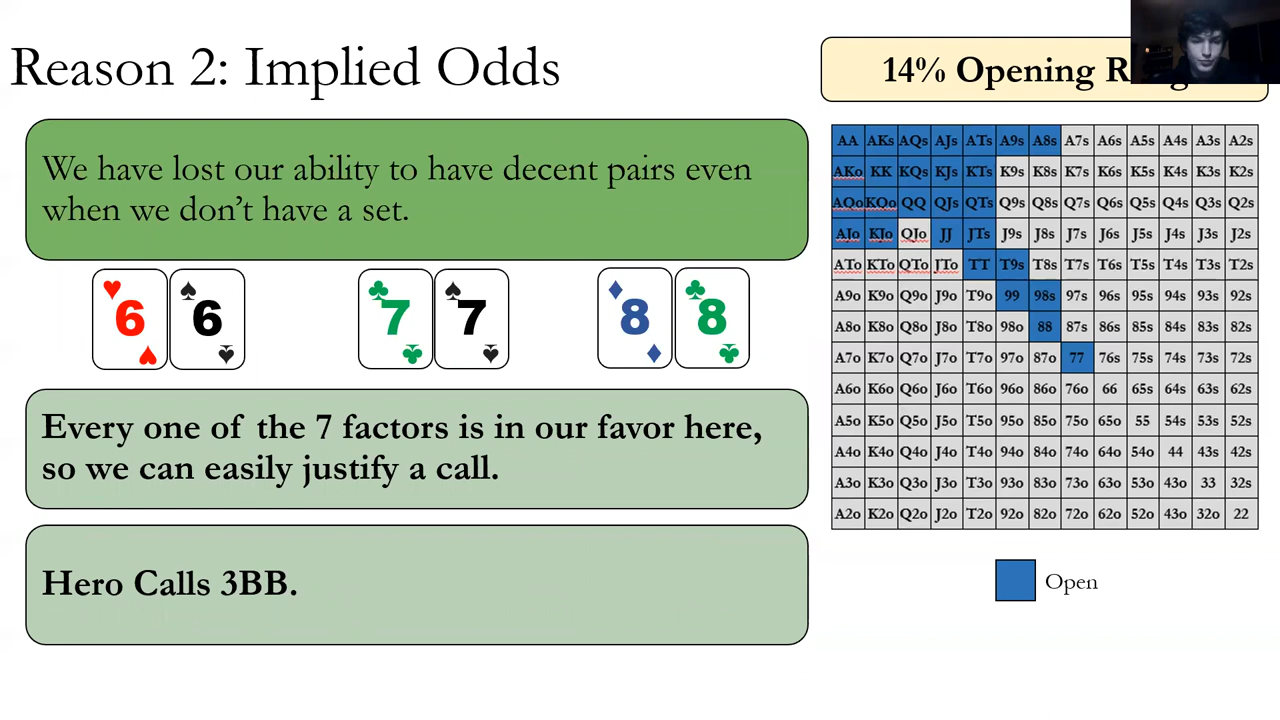 Reason 2: Implied Odds
14% Opening
We have lost our ability to have decent pairs even
when we don't have a set.
6 6 7 7 8 8
Every one of the 7 factors is in our favor here,
so we can easily justify a call.
Hero Calls 3BB.
AA AKs AQs AJs ATs A9s A8s A7s A6s A5s A4s A3s A2s
AKo KK KQs KJs KTs K9s K8s K7s K6s K5s K4s K3s K2s
AQo KQo QQ QJs QTs Q9s Q8s Q7s Q6s Q5s Q4s Q3s Q2s
AJo KJo QJo JJ JTs J9s J8s J7s J6s J5s J4s J3s J2s
ATo KTo QTo JTo TT T9s T8s T7s T6s T5s T4s T3s T2s
A9o K9o Q9o J9o T9o 99 98s 97s 96s 95s 94s 93s 92s
A8o K8o Q8o J8o T8o 98o 88 87s 86s 85s 84s 83s 82s
A7o K7o Q7o J7o T7o 97o 87o 77 76s 75s 74s 73s 72s
A6o K6o Q6o J6o T6o 96o 86o 76o 66 65s 64s 63s 62s
A5o K5o Q5o J5o T5o 95o 85o 75o 65o 55 54s 53s 52s
A4o K4o Q4o J4o T4o 94o 84o 74o 64o 54o 44 43s 42s
A3o K3o Q3o J3o T3o 93o 83o 73o 63o 53o 43o 33 32s
A2o K2o Q2o J2o T2o 92o 82o 72o 62o 52o 43o 32o 22
Open